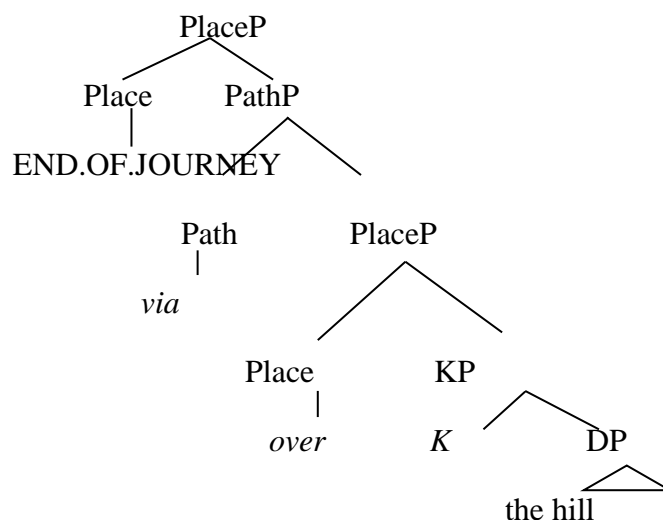 PlaceP
Place PathP
END.OF.JOURNEY
Path PlaceP
via
Place KP
over K DP
the hill